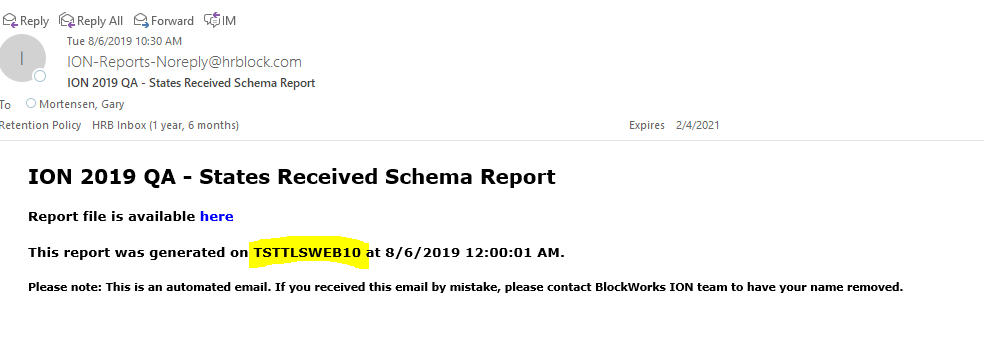 Reply Reply All Forward IM
Tue 8/6/2019 10:30 AM
I
ION-Reports-Noreply@hrblock.com
ION 2019 QA - States Received Schema Report
To Mortensen, Gary
Retention Policy HRB Inbox (1 year, 6 months) Expires 2/4/2021
ION 2019 QA - States Received Schema Report
Report file is available here
This report was generated on TSTTLSWEB10 at 8/6/2019 12:00:01 AM.
Please note: This is an automated email. If you received this email by mistake, please contact BlockWorks ION team to have your name removed.